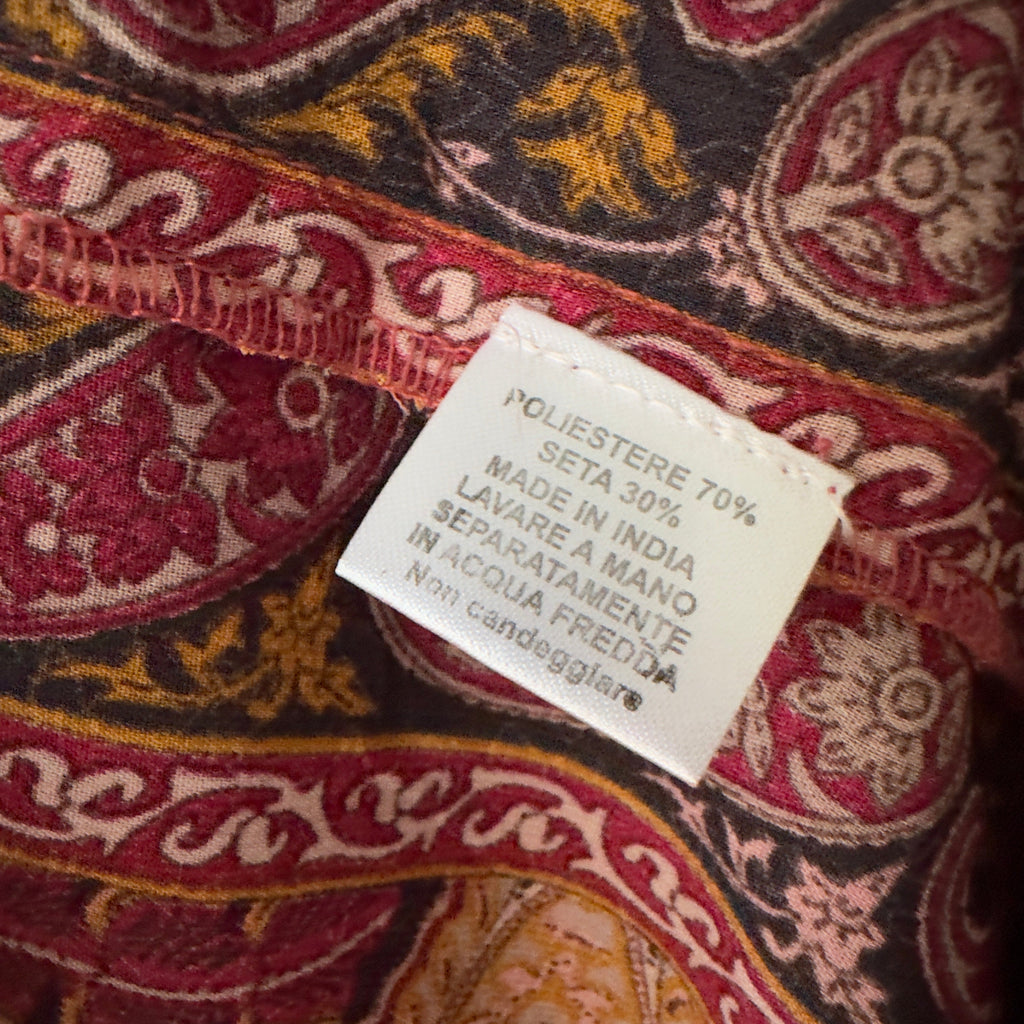 POLIESTERE 70%
SETA 30%
MADE IN INDIA
LAVARE A MANO
SEPARATAMENTE
IN ACQUA FREDDA
Non candeggiare